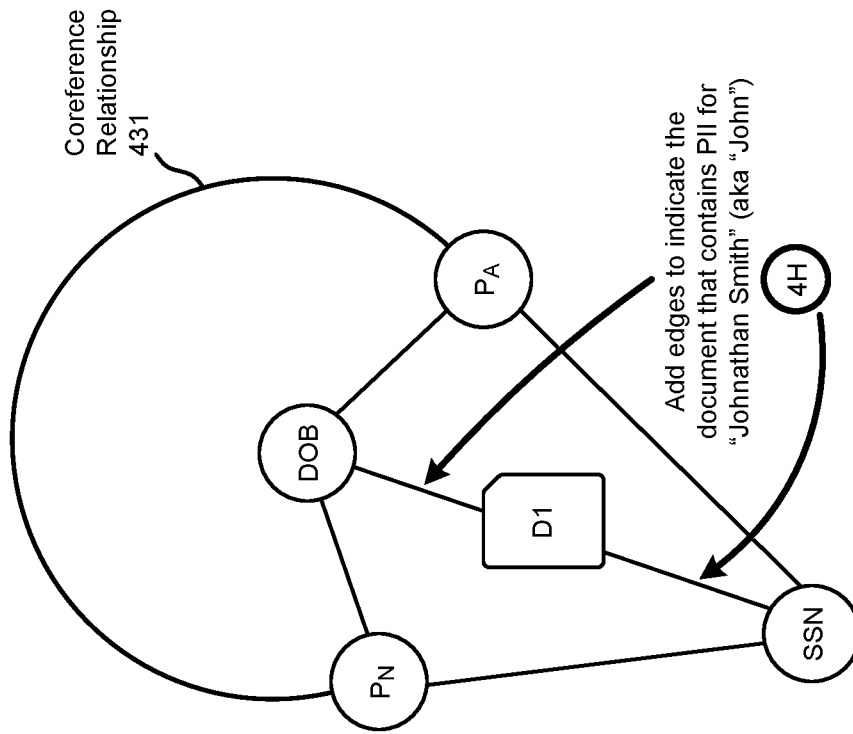 Coreference
Relationship
431
PN
DOB
PA
D1
SSN
Add edges to indicate the
document that contains PII for
“Johnathan Smith” (aka “John”)
4H